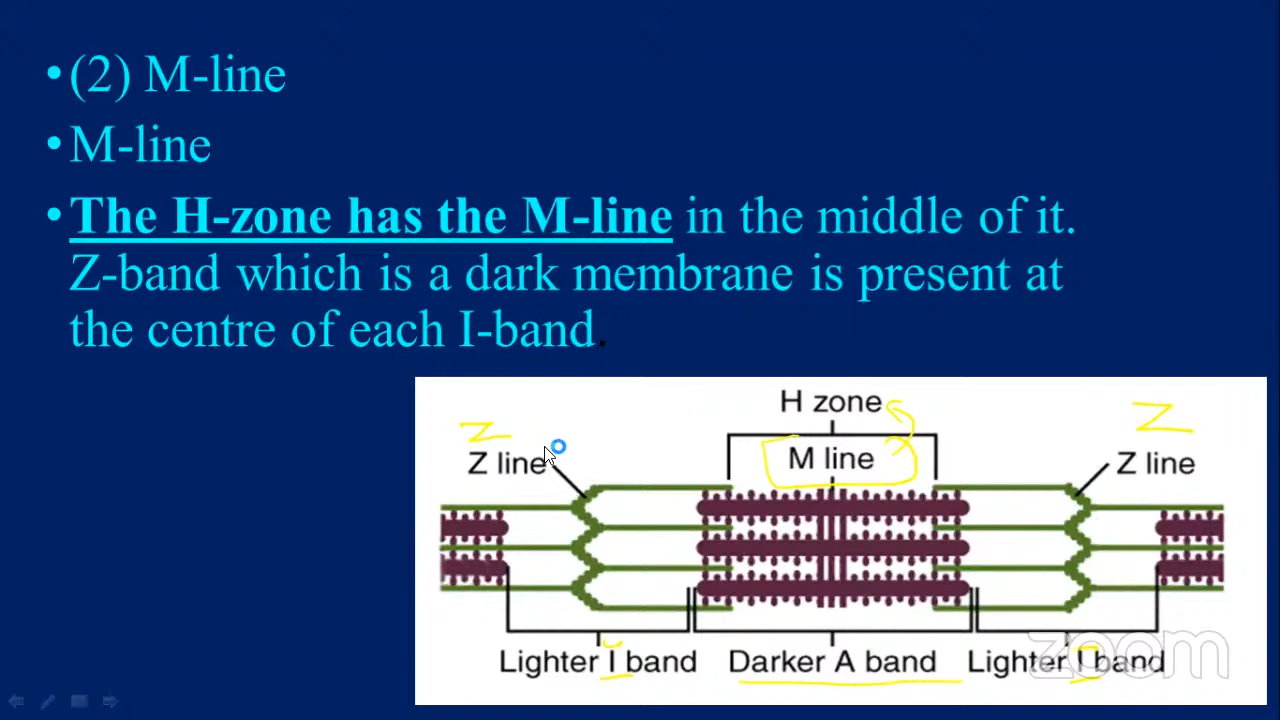 •(2) M-line
•M-line
•The H-zone has the M-line in the middle of it.
Z-band which is a dark membrane is present at
the centre of each I-band.
H zone
Z
Z
M line
Z line
Z line
Lighter I band
Darker A band
Lighter I band
zoom